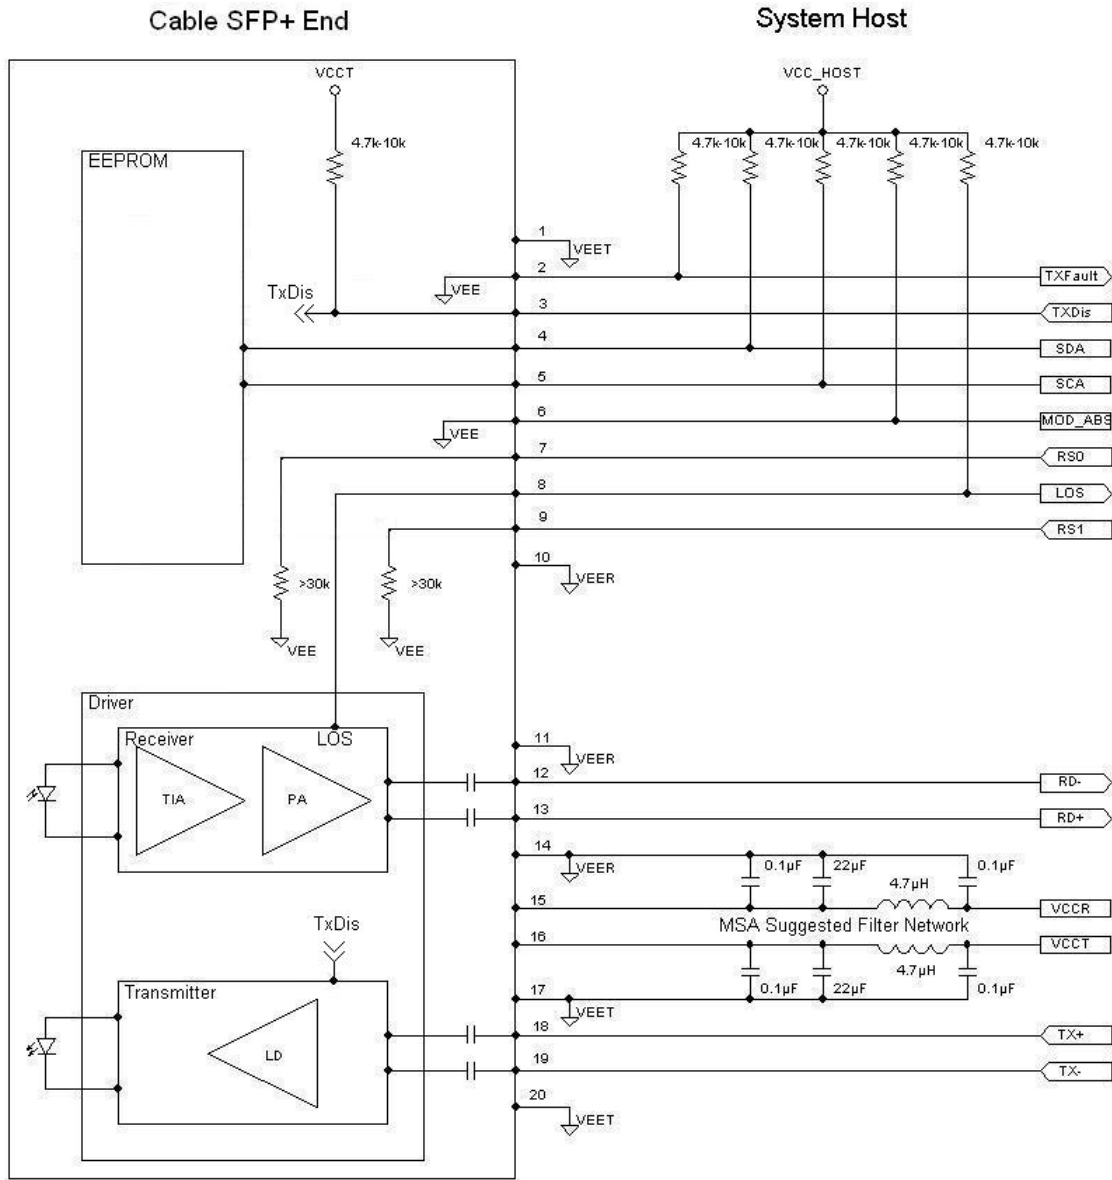 Cable SFP+ End
System Host
VCCT
VCC_HOST
4.7k-10k
4.7k-10k
4.7k-10k
4.7k-10k
4.7k-10k
4.7k-10k
EEPROM
1
VEET
2
VEE
TXFault
TxDis
3
TXDis
4
SDA
5
SCA
6
VEE
MOD_ABS
7
RS0
8
LOS
9
RS1
10
VEER
>30k
>30k
VEE
VEE
Driver
Receiver
LOS
TIA
PA
11
VEER
12
RD-
13
RD+
14
VEER
0.1µF
22µF
4.7µH
0.1µF
15
VCCR
MSA Suggested Filter Network
16
VCCT
4.7µH
0.1µF
22µF
0.1µF
17
VEET
TxDis
Transmitter
LD
18
TX+
19
TX-
20
VEET